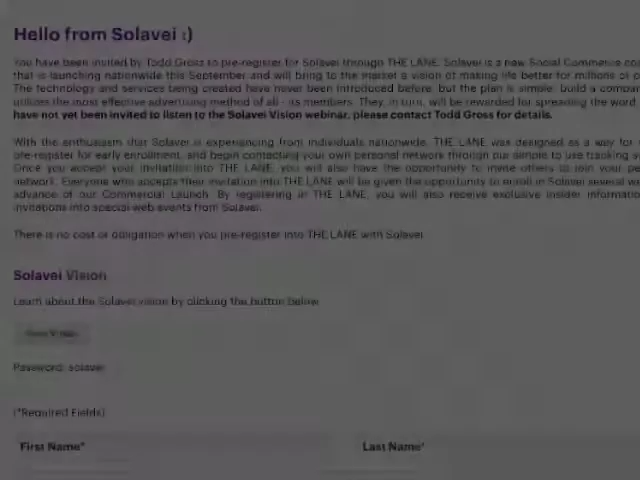 Hello from Solavei :)
You have been invited by Todd Gross to pre-register for Solavei through THE LANE. Solavei is a new Social Commerce
that is launching nationwide this September and will bring to the market a vision of making life better for millions of
The technology and services being created have never been introduced before, but the plan is simple: build a
utilizes the most effective advertising method of all - its members. They, in turn, will be rewarded for spreading the word
have not yet been invited to listen to the Solavei Vision webinar, please contact Todd Gross for details.
With the enthusiasm that Solavei is experiencing from individuals nationwide, THE LANE was designed as a way for
pre-register for early enrollment, and begin contacting your own personal network through our simple to use tracking
Once you accept your invitation into THE LANE, you will also have the opportunity to invite others to join your
network. Everyone who accepts their invitation into THE LANE will be given the opportunity to enroll in Solavei several
advance of our Commercial Launch. By registering in THE LANE, you will also receive exclusive insider
invitations into special web events from Solavei.
There is no cost or obligation when you pre-register into THE LANE with Solavei.
Solavei Vision
Learn about the Solavei vision by clicking the button below
Password: solavei
(*Required Fields)
First Name* Last Name*